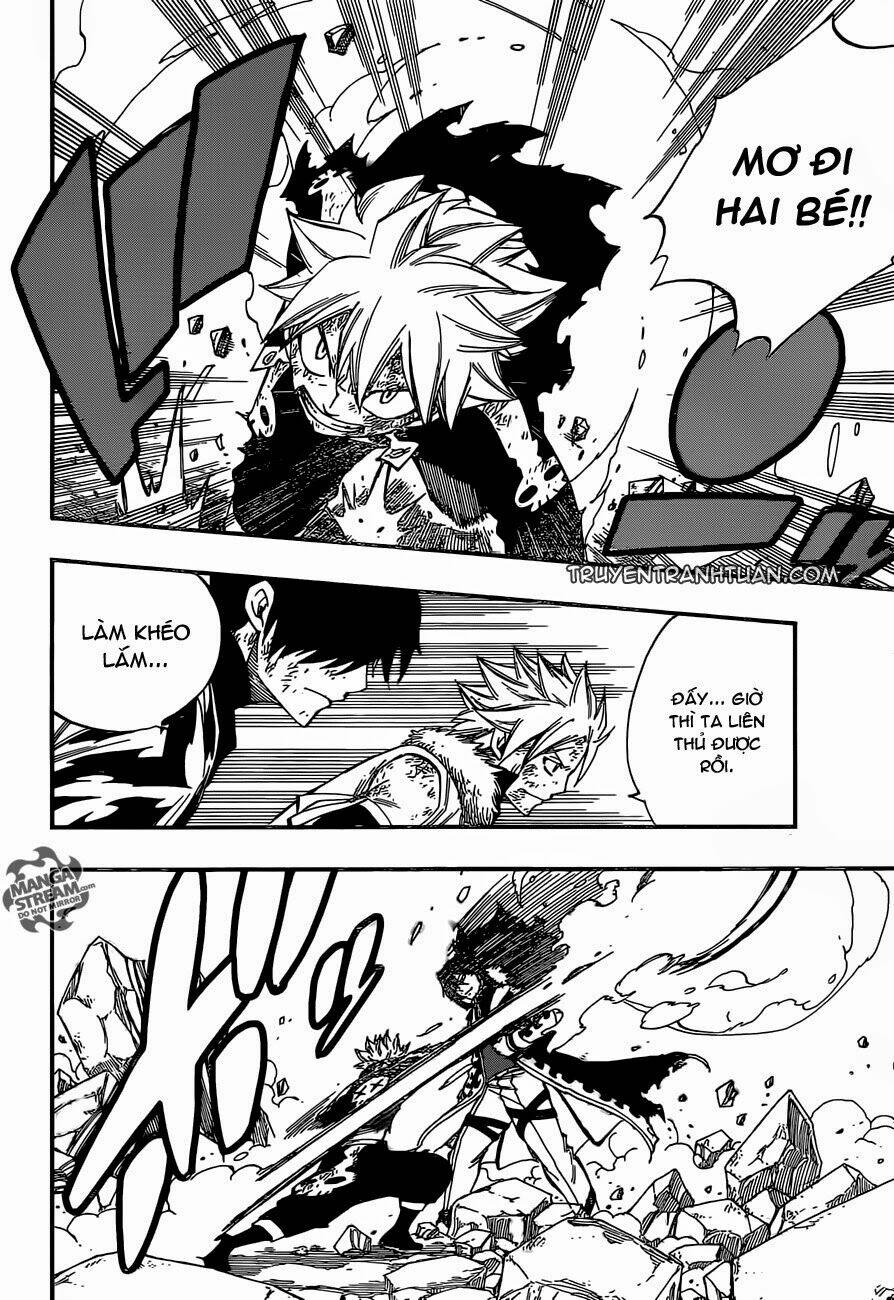 MƠ ĐI
HAI BÉ!!
TRUYENTRANHTUAN.COM
LÀM KHÉO
LẮM...
ĐẤY... GIỜ
THÌ TA LIÊN
THỦ ĐƯỢC
RỒI.
MANGA
STREAM.com
DO NOT MIRROR!